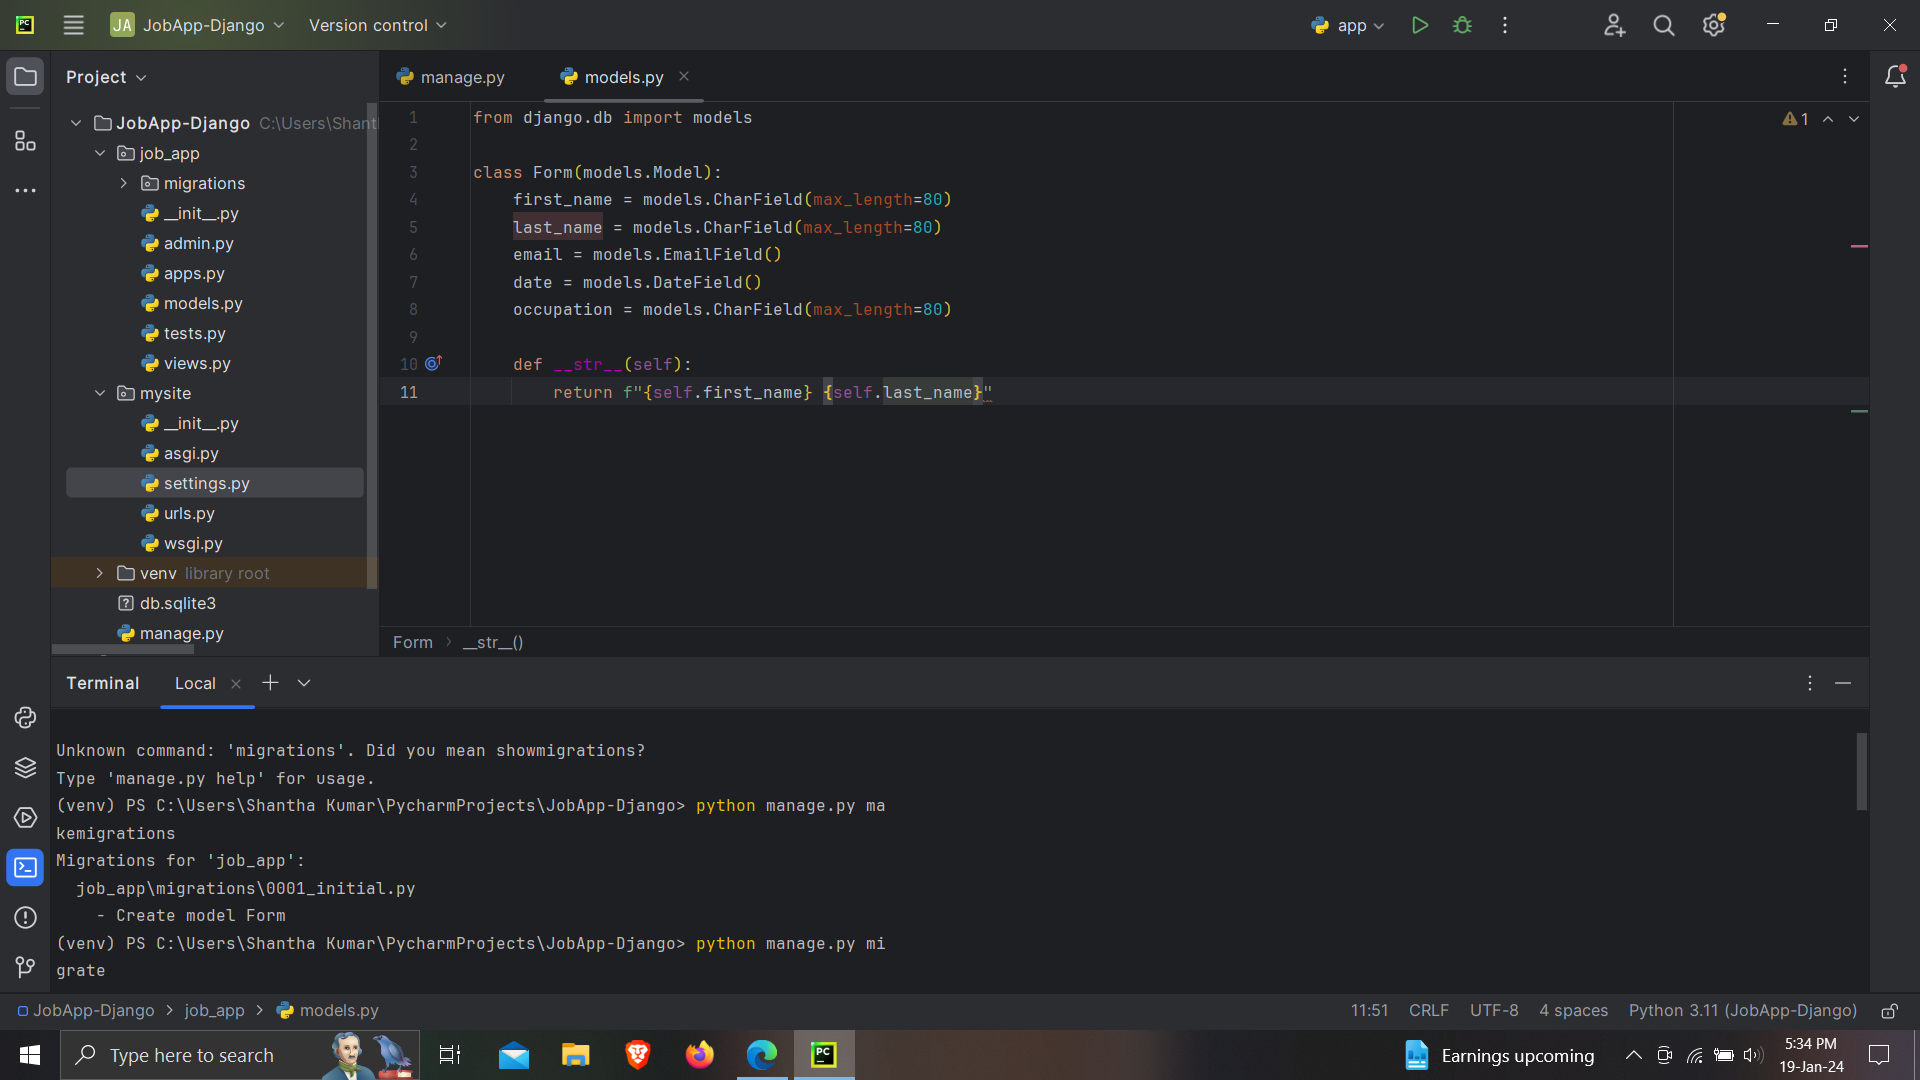 JA JobApp-Django
Version control
app
Project
manage.py
models.py
JobApp-Django C:\Users\Shant
job_app
migrations
__init__.py
admin.py
apps.py
models.py
tests.py
views.py
mysite
__init__.py
asgi.py
settings.py
urls.py
wsgi.py
venv library root
db.sqlite3
manage.py
1 from django.db import models
2
3 class Form(models.Model):
4 first_name = models.CharField(max_length=80)
5 last_name = models.CharField(max_length=80)
6 email = models.EmailField()
7 date = models.DateField()
8 occupation = models.CharField(max_length=80)
9
10 def __str__(self):
11 return f"{self.first_name} {self.last_name}"
1
Form __str__()
Terminal Local
Unknown command: 'migrations'. Did you mean showmigrations?
Type 'manage.py help' for usage.
(venv) PS C:\Users\Shantha Kumar\PycharmProjects\JobApp-Django> python manage.py ma
kemigrations
Migrations for 'job_app':
job_app\migrations\0001_initial.py
- Create model Form
(venv) PS C:\Users\Shantha Kumar\PycharmProjects\JobApp-Django> python manage.py mi
grate
JobApp-Django > job_app > models.py
11:51 CRLF UTF-8 4 spaces Python 3.11 (JobApp-Django)
Type here to search
PC
Earnings upcoming
5:34 PM
19-Jan-24